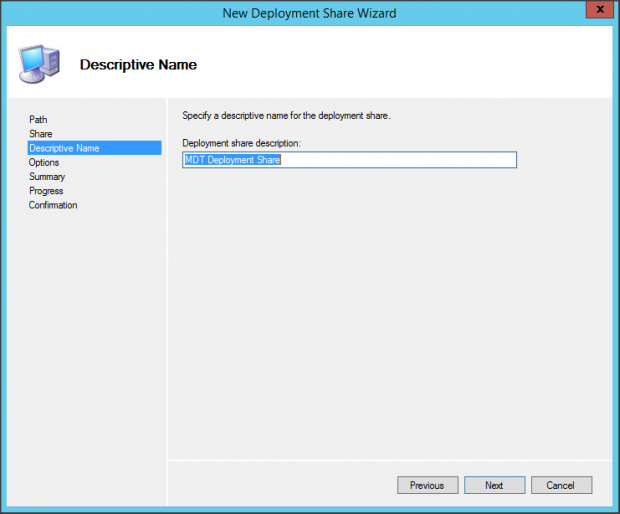 New Deployment Share Wizard
x
Descriptive Name
Path
Share
Descriptive Name
Options
Summary
Progress
Confirmation
Specify a descriptive name for the deployment share.
Deployment share description:
MDT Deployment Share
Previous
Next
Cancel